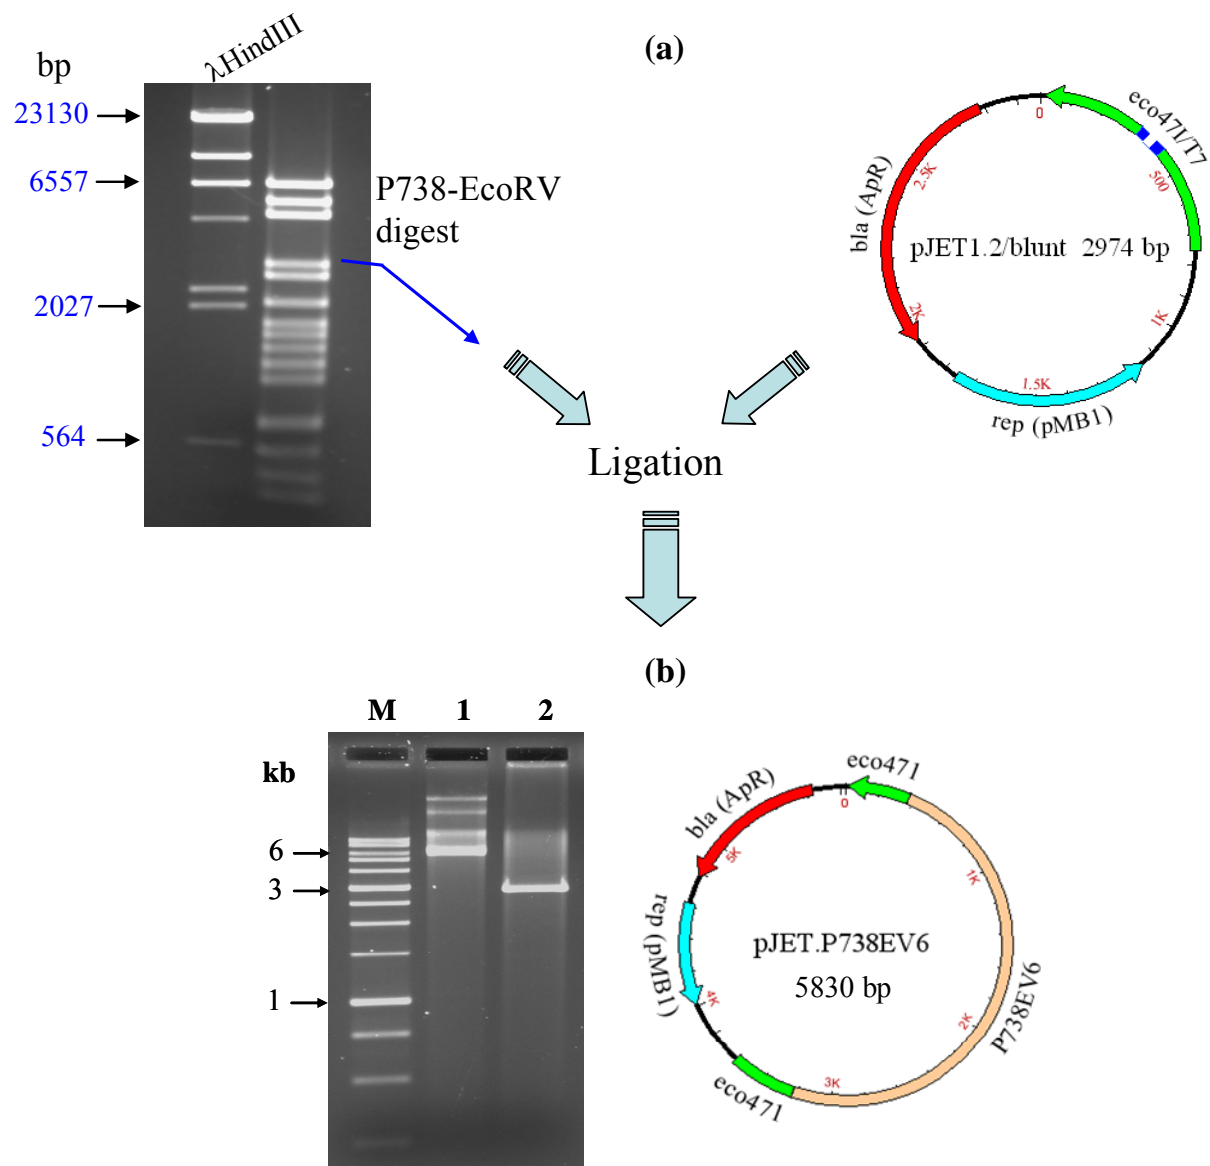 (a)
λHindIII
bp
23130
6557
2027
564
P738-EcoRV
digest
eco47I/T7
bla (ApR)
rep (pMB1)
pJET1.2/blunt 2974 bp
0
500
1K
1.5K
2K
2.5K
Ligation
(b)
M 1 2
kb
6
3
1
eco471
bla (ApR)
rep (pMB1)
eco471
P738EV6
pJET.P738EV6
5830 bp
0
1K
2K
3K
4K
5K